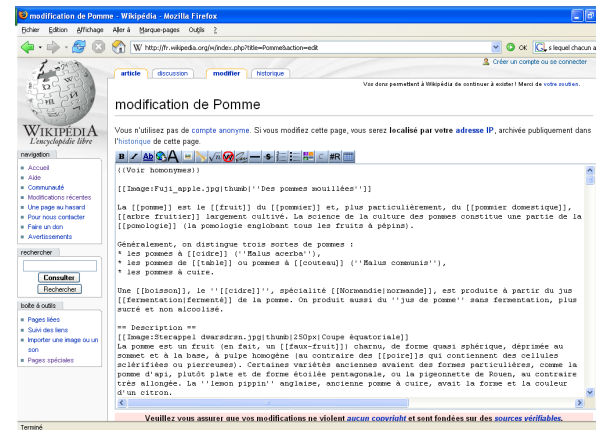 modification de Pomme - Wikipédia - Mozilla Firefox
Fichier Edition Affichage Aller à Marque-pages Outils ?
http://fr.wikipedia.org/w/index.php?title=Pomme&action=edit OK s lequel chacun a
Créer un compte ou se connecter
article discussion modifier historique
Vos dons permettent à Wikipédia de continuer à exister ! Merci de votre soutien.
modification de Pomme
WIKIPÉDIA
L'encyclopédie libre
Vous n'utilisez pas de compte anonyme. Si vous modifiez cette page, vous serez localisé par votre adresse IP, archivée publiquement dans
l'historique de cette page.
navigation
Accueil
Aide
Communauté
Modifications récentes
Une page au hasard
Pour nous contacter
Faire un don
Avertissements
rechercher
Consulter
Rechercher
boîte à outils
Pages liées
Suivi des liens
Importer une image ou un
son
Pages spéciales
#R
{{Voir homonymes}}
[[Image:Fuji_apple.jpg|thumb|''Des pommes mouillées'']]
La [[pomme]] est le [[fruit]] du [[pommier]] et, plus particulièrement, du [[pommier domestique]],
[[arbre fruitier]] largement cultivé. La science de la culture des pommes constitue une partie de la
[[pomologie]] (la pomologie englobant tous les fruits à pépins).
Généralement, on distingue trois sortes de pommes :
* les pommes à [[cidre]] (''Malus acerba''),
* les pommes de [[table]] ou pommes à [[couteau]] (''Malus communis''),
* les pommes à cuire.
Une [[boisson]], le ''[[cidre]]'', spécialité [[Normandie|normande]], est produite à partir du jus
[[fermentation|fermenté]] de la pomme. On produit aussi du ''jus de pomme'' sans fermentation, plus
sucré et non alcoolisé.
== Description ==
[[Image:Sterappel dwarsdrsn.jpg|thumb|250px|Coupe équatoriale]]
La pomme est un fruit (en fait, un [[faux-fruit]]) charnu, de forme quasi sphérique, déprimée au
sommet et à la base, à pulpe homogène (au contraire des [[poire]]s qui contiennent des cellules
sclérifiées ou pierreuses). Certaines variétés anciennes avaient des formes particulières, comme la
pomme d'api, plutôt plate et de forme étoilée pentagonale, ou la pigeonnette de Rouen, au contraire
très allongée. La ''lemon pippin'' anglaise, ancienne pomme à cuire, avait la forme et la couleur
d'un citron.
Veuillez vous assurer que vos modifications ne violent aucun copyright et sont fondées sur des sources vérifiables.
Terminé